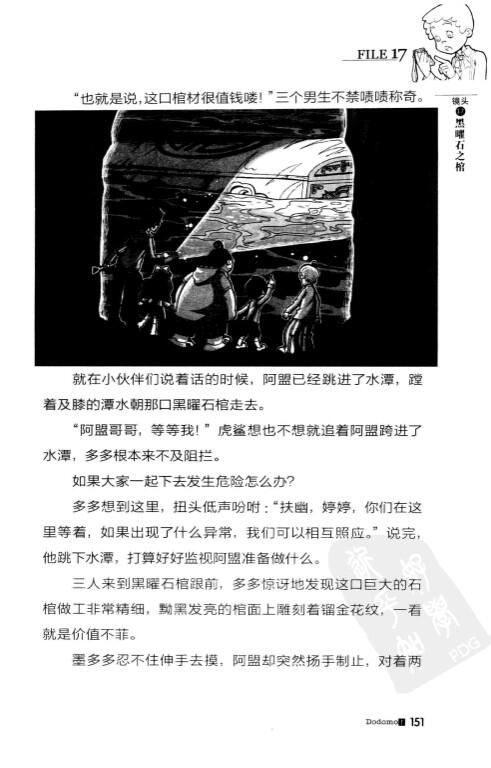 FILE 17
镜头
黑曜石之棺
“也就是说，这口棺材很值钱喽！”三个男生不禁啧啧称奇。
就在小伙伴们说着话的时候，阿盟已经跳进了水潭，蹚
着及膝的潭水朝那口黑曜石棺走去。
“阿盟哥哥，等等我！”虎鲨想也不想就追着阿盟跨进了
水潭，多多根本来不及阻拦。
如果大家一起下去发生危险怎么办？
多多想到这里，扭头低声吩咐：“扶幽，婷婷，你们在这
里等着，如果出现了什么异常，我们可以相互照应。”说完，
他跳下水潭，打算好好监视阿盟准备做什么。
三人来到黑曜石棺跟前，多多惊讶地发现这口巨大的石
棺做工非常精细，黝黑发亮的棺面上雕刻着镏金花纹，一看
就是价值不菲。
墨多多忍不住伸手去摸，阿盟却突然扬手制止，对着两
PDG
Dodomo! 151